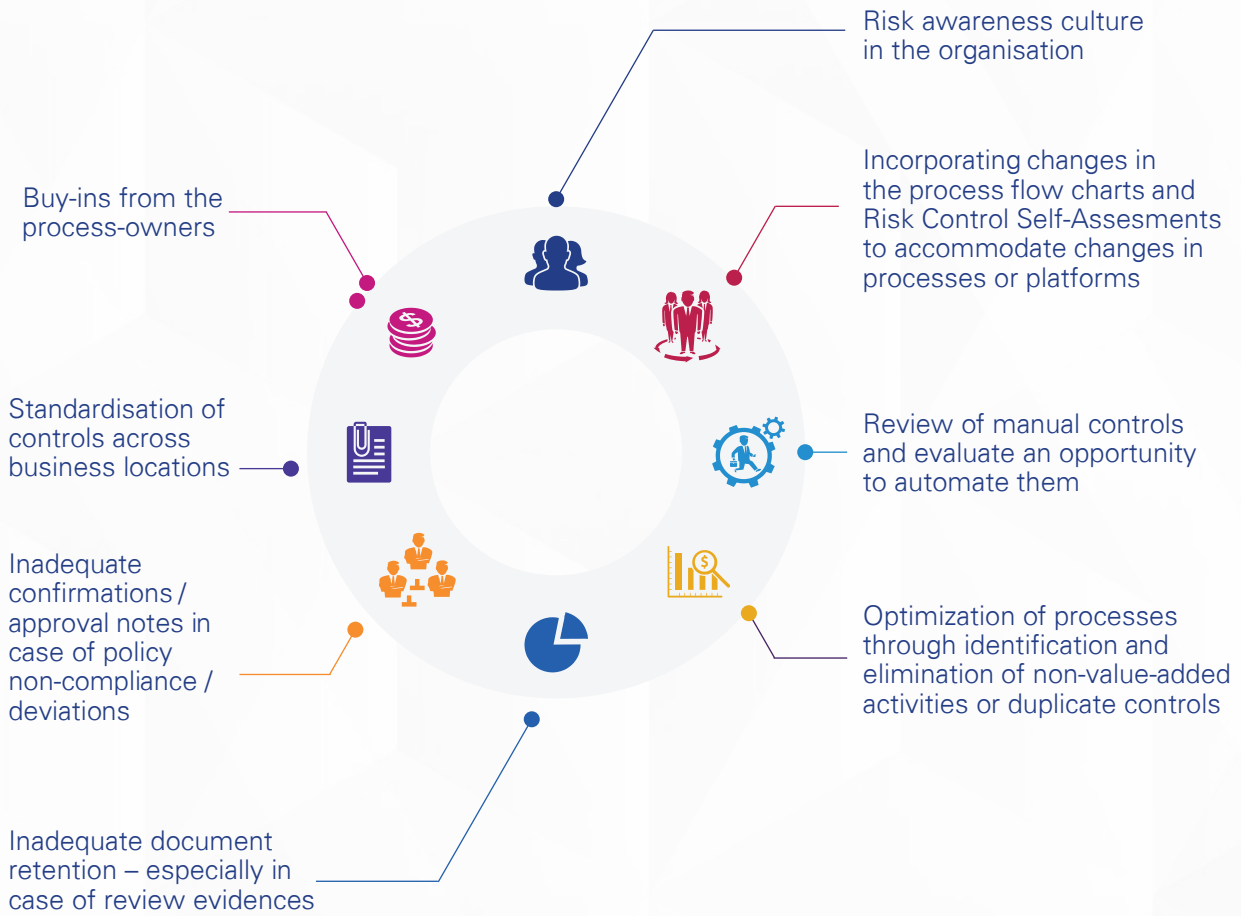 Risk awareness culture
in the organisation
Incorporating changes in
the process flow charts and
Risk Control Self-Assesments
to accommodate changes in
processes or platforms
Review of manual controls
and evaluate an opportunity
to automate them
Optimization of processes
through identification and
elimination of non-value-added
activities or duplicate controls
Inadequate document
retention – especially in
case of review evidences
Inadequate
confirmations /
approval notes in
case of policy
non-compliance /
deviations
Standardisation of
controls across
business locations
Buy-ins from the
process-owners
$
$